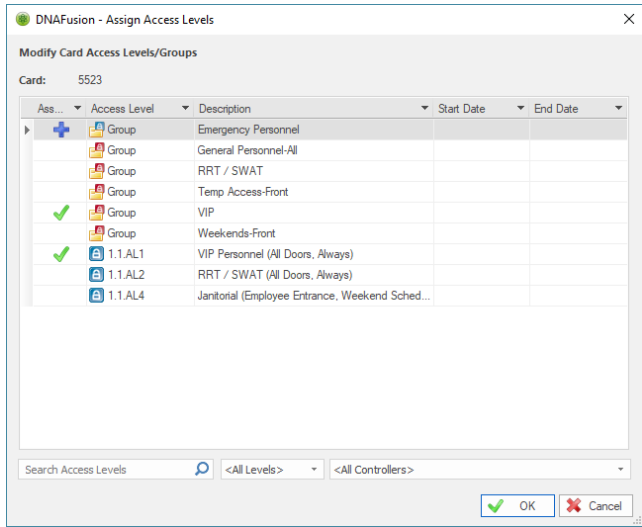 DNAFusion - Assign Access Levels
Modify Card Access Levels/Groups
Card: 5523
Ass... Access Level Description Start Date End Date
Group Emergency Personnel
Group General Personnel-All
Group RRT / SWAT
Group Temp Access-Front
Group VIP
Group Weekends-Front
1.1.AL1 VIP Personnel (All Doors, Always)
1.1.AL2 RRT / SWAT (All Doors, Always)
1.1.AL4 Janitorial (Employee Entrance, Weekend Sched...
Search Access Levels <All Levels> <All Controllers>
OK Cancel